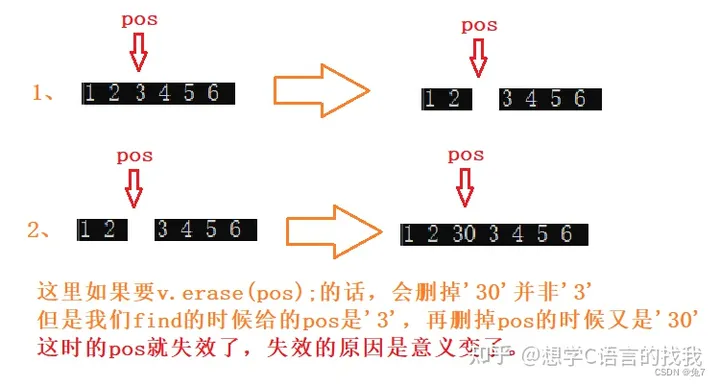 pos
1、 1 2 3 4 5 6
pos
1 2 3 4 5 6
pos
2、 1 2 3 4 5 6
pos
1 2 30 3 4 5 6
这里如果要v.erase(pos);的话，会删掉'30'并非'3'
但是我们find的时候给的pos是'3'，再删掉pos的时候又是'30'
这时的pos就失效了，失效的原因是意义变了。
知乎 @想学C语言的找我
CSDN @兔7